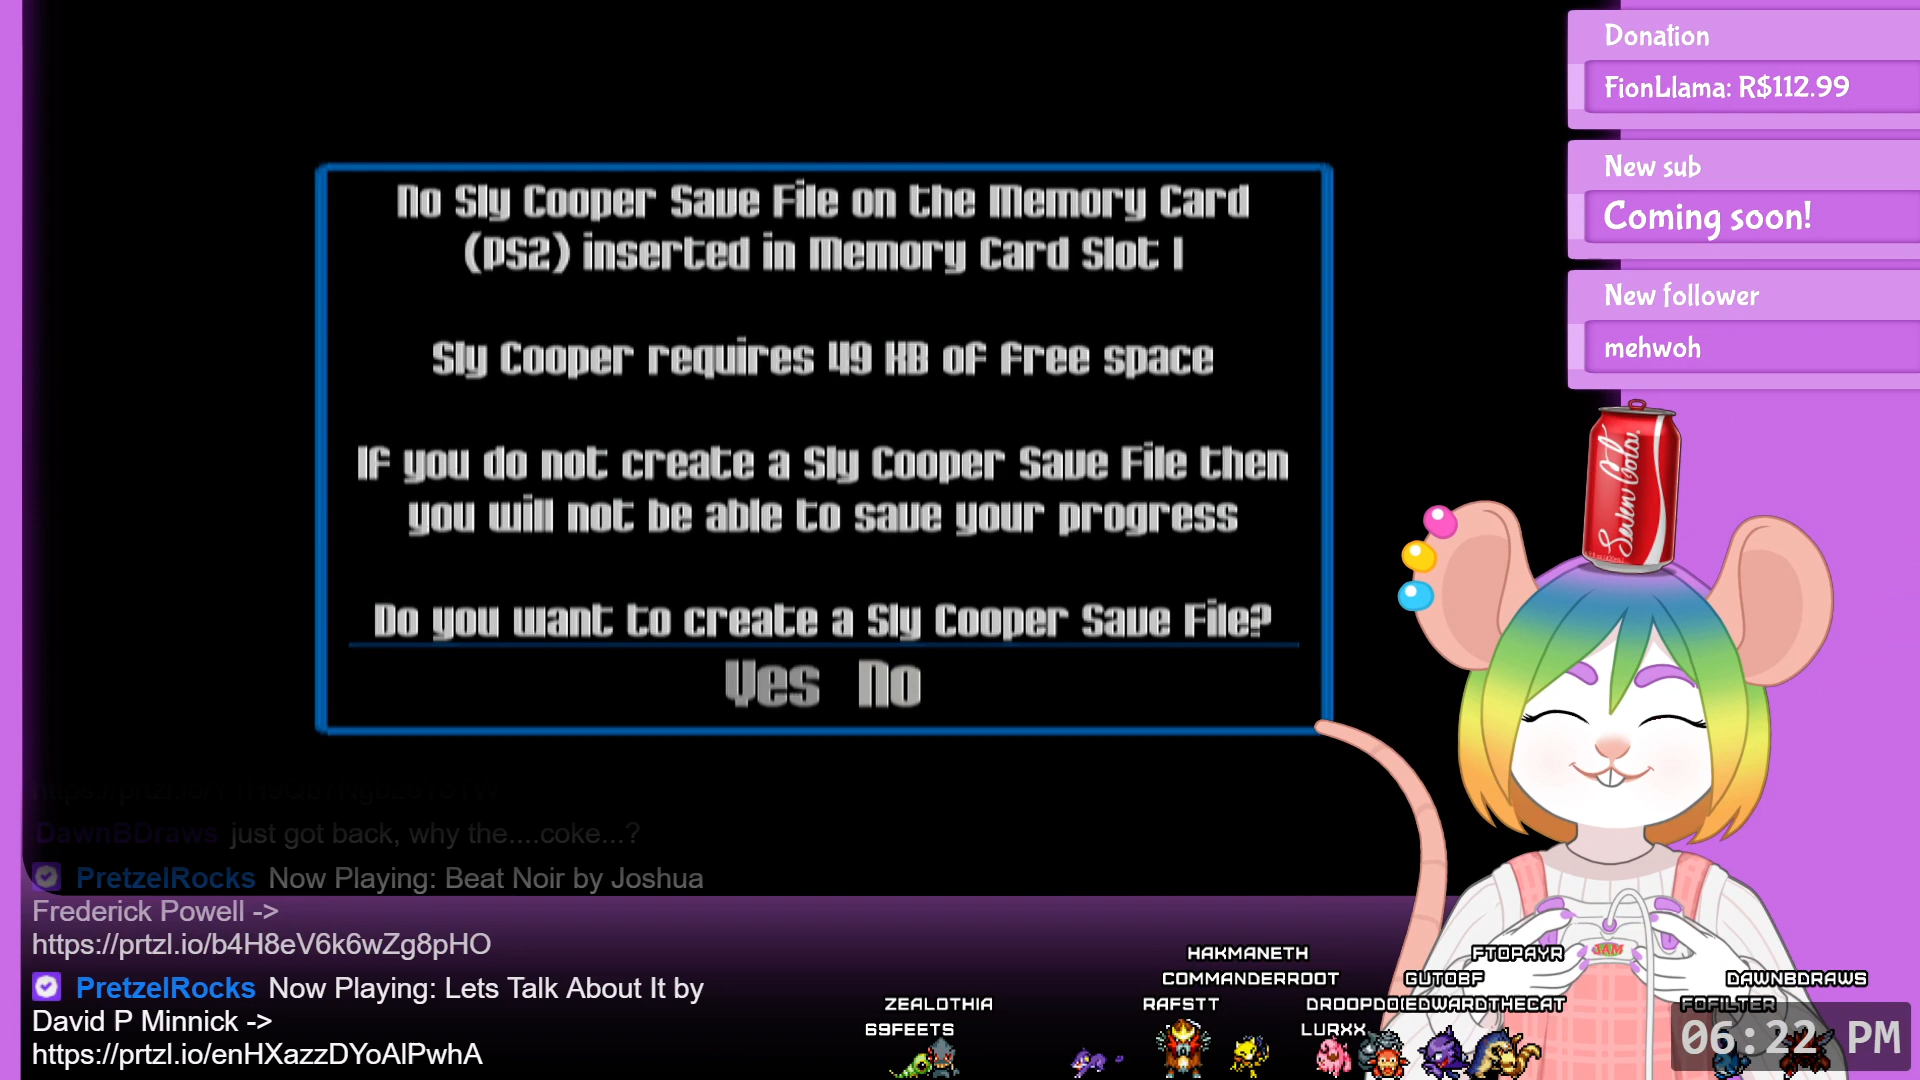 No Sly Cooper Save File on the Memory Card
(PS2) inserted in Memory Card Slot 1
Sly Cooper requires 49 KB of free space
If you do not create a Sly Cooper Save File then
you will not be able to save your progress
Do you want to create a Sly Cooper Save File?
Yes No
Donation
FionLlama: R$112.99
New sub
Coming soon!
New follower
mehwoh
Seven Cola.
JAM
DawnBDraws just got back, why the....coke...?
PretzelRocks Now Playing: Beat Noir by Joshua
Frederick Powell ->
https://prtzl.io/b4H8eV6k6wZg8pHO
PretzelRocks Now Playing: Lets Talk About It by
David P Minnick ->
https://prtzl.io/enHXazzDYoAlPwhA
HAKMANETH
FTOPAYR
COMMANDERROOT
GUTOBF
DAWNBDRAWS
ZEALOTHIA
RAFSTT
EDWARDTHECAT
FOFILTER
69FEETS
LURXX
06:22 PM